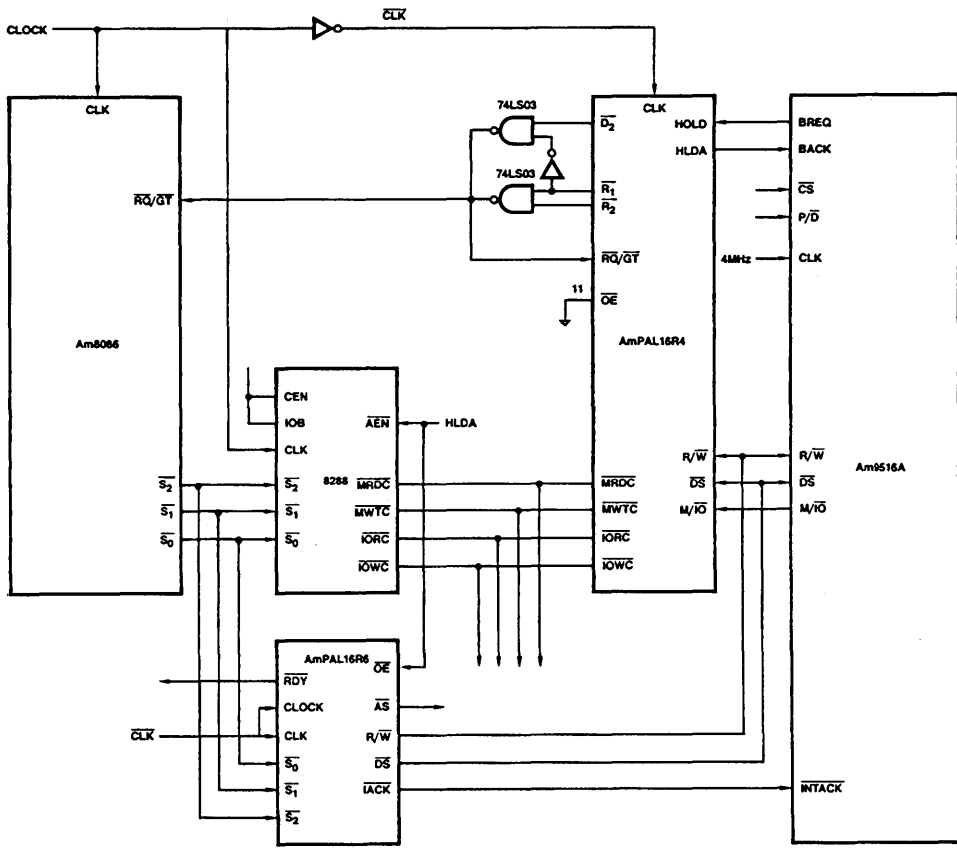 CLOCK
CLK
CLK
CLK
74LS03
D2
HOLD
BREQ
HLDA
BACK
74LS03
R1
R2
CS
P/D
RQ/GT
RQ/GT
4MHz
CLK
11
OE
Am8086
AmPAL16R4
CEN
IOB
AEN
HLDA
CLK
R/W
R/W
Am9516A
S2
S2
8288
MRDC
MRDC
DS
DS
S1
S1
MWTC
MWTC
M/IO
M/IO
S0
S0
IORC
IORC
IOWC
IOWC
AmPAL16R6
OE
RDY
CLOCK
AS
CLK
CLK
R/W
S0
DS
S1
IACK
INTACK
S2